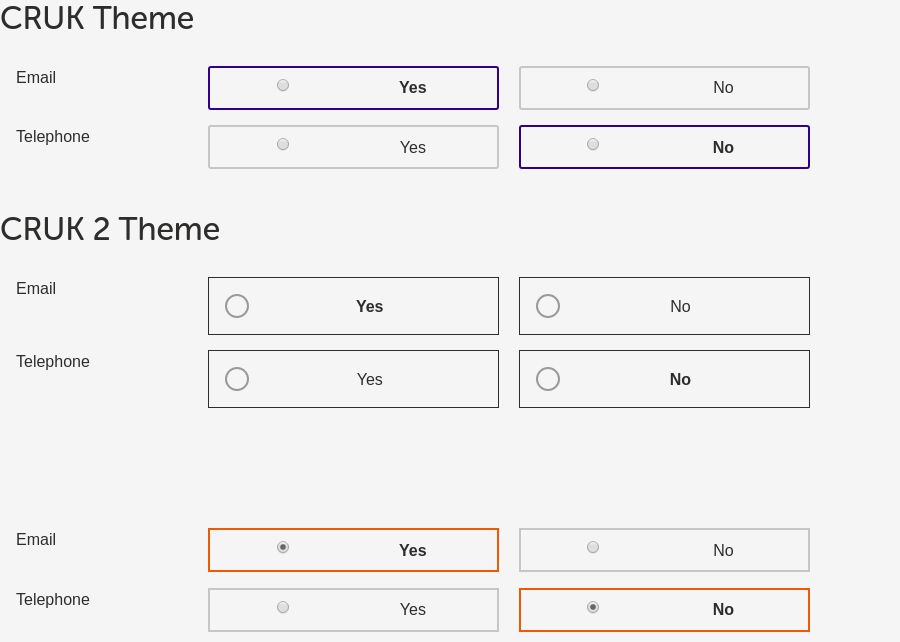 CRUK Theme
Email Yes No
Telephone Yes No
CRUK 2 Theme
Email Yes No
Telephone Yes No
Email Yes No
Telephone Yes No